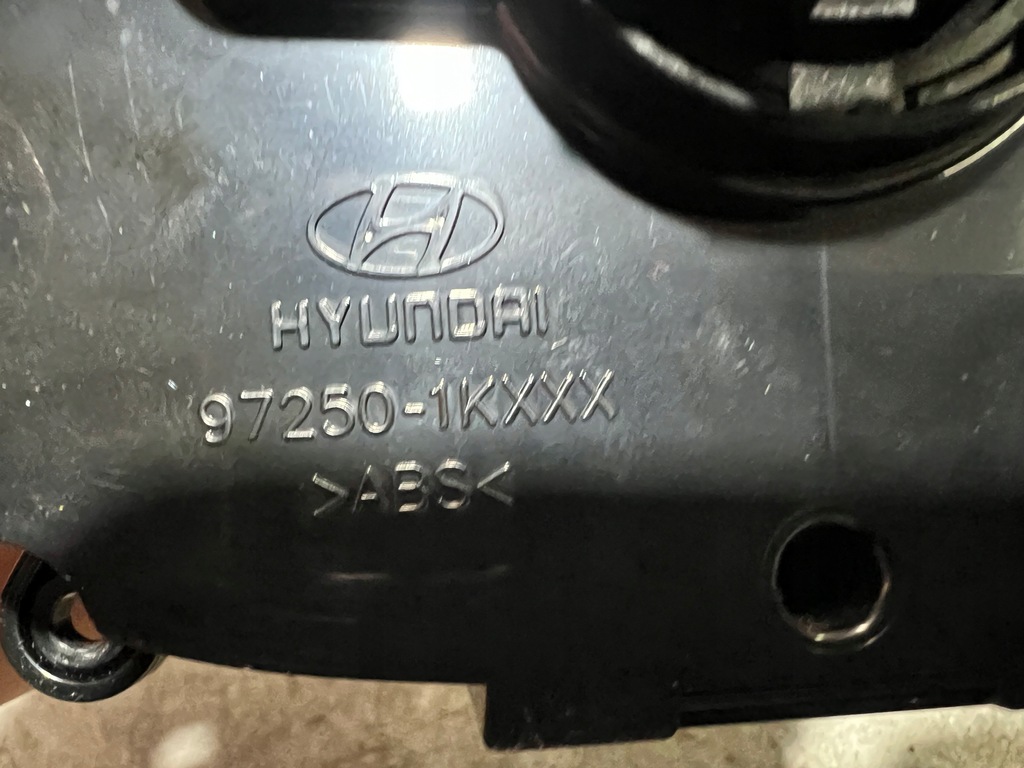 HYUNDAI
97250-1KXXX
>ABS<